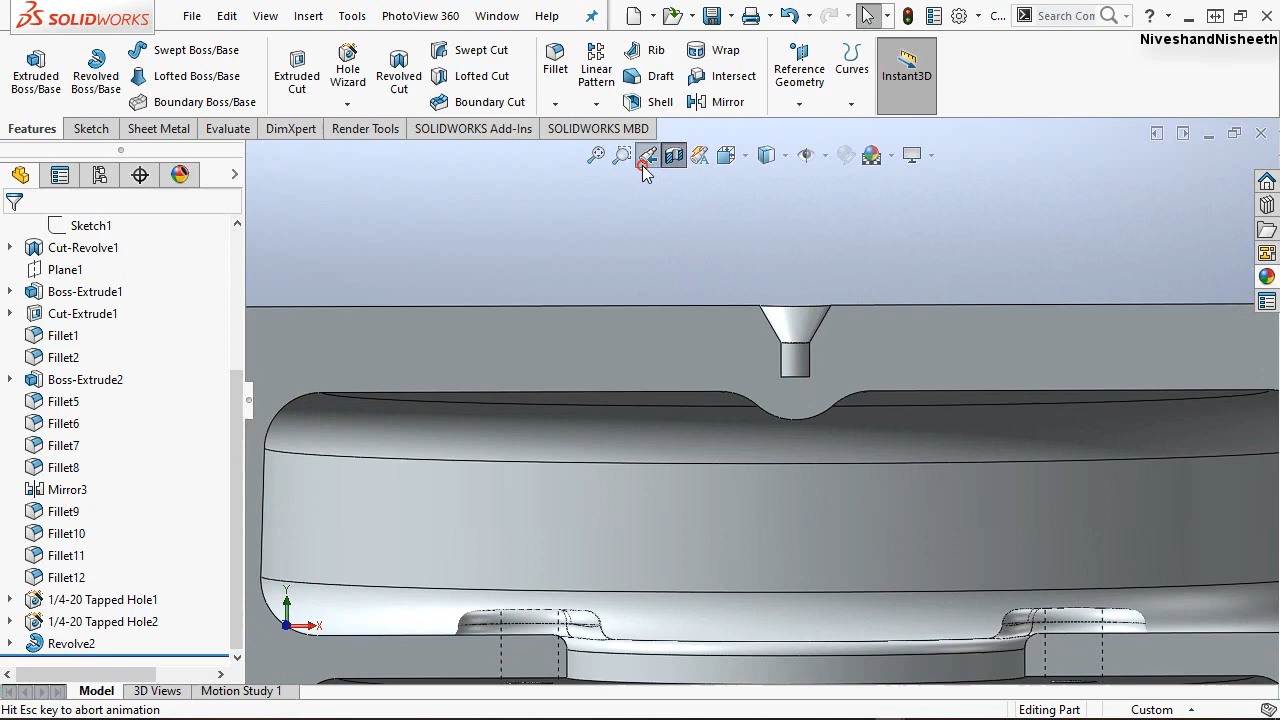 SOLIDWORKS File Edit View Insert Tools PhotoView 360 Window Help C... Search Com ?
NiveshandNisheeth
Extruded Boss/Base
Revolved Boss/Base
Swept Boss/Base
Lofted Boss/Base
Boundary Boss/Base
Extruded Cut
Hole Wizard
Revolved Cut
Swept Cut
Lofted Cut
Boundary Cut
Fillet
Linear Pattern
Rib
Draft
Shell
Wrap
Intersect
Mirror
Reference Geometry
Curves
Instant3D
Features Sketch Sheet Metal Evaluate DimXpert Render Tools SOLIDWORKS Add-Ins SOLIDWORKS MBD
Sketch1
Cut-Revolve1
Plane1
Boss-Extrude1
Cut-Extrude1
Fillet1
Fillet2
Boss-Extrude2
Fillet5
Fillet6
Fillet7
Fillet8
Mirror3
Fillet9
Fillet10
Fillet11
Fillet12
1/4-20 Tapped Hole1
1/4-20 Tapped Hole2
Revolve2
Y
X
Model 3D Views Motion Study 1
Hit Esc key to abort animation Editing Part Custom